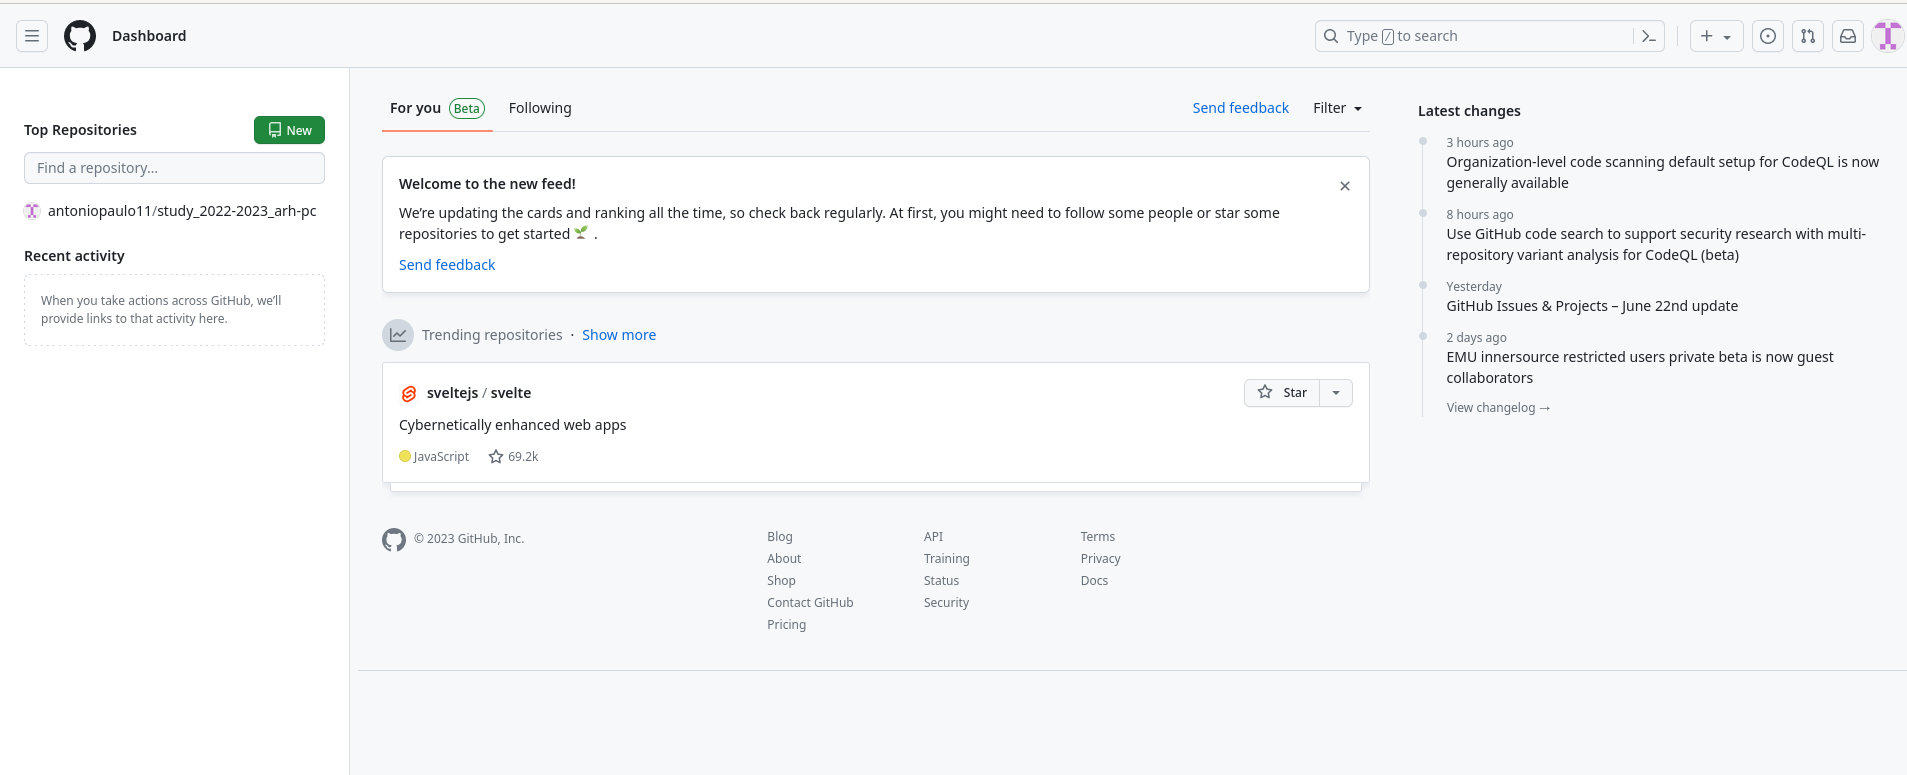 Dashboard
Type / to search
Top Repositories
New
Find a repository...
antoniopaulo11/study_2022-2023_arh-pc
Recent activity
When you take actions across GitHub, we'll
provide links to that activity here.
For you Beta
Following
Send feedback
Filter
Welcome to the new feed!
We're updating the cards and ranking all the time, so check back regularly. At first, you might need to follow some people or star some
repositories to get started 🌱 .
Send feedback
Trending repositories · Show more
sveltejs / svelte
Star
Cybernetically enhanced web apps
JavaScript
69.2k
© 2023 GitHub, Inc.
Blog
About
Shop
Contact GitHub
Pricing
API
Training
Status
Security
Terms
Privacy
Docs
Latest changes
3 hours ago
Organization-level code scanning default setup for CodeQL is now
generally available
8 hours ago
Use GitHub code search to support security research with multi-
repository variant analysis for CodeQL (beta)
Yesterday
GitHub Issues & Projects – June 22nd update
2 days ago
EMU innersource restricted users private beta is now guest
collaborators
View changelog →